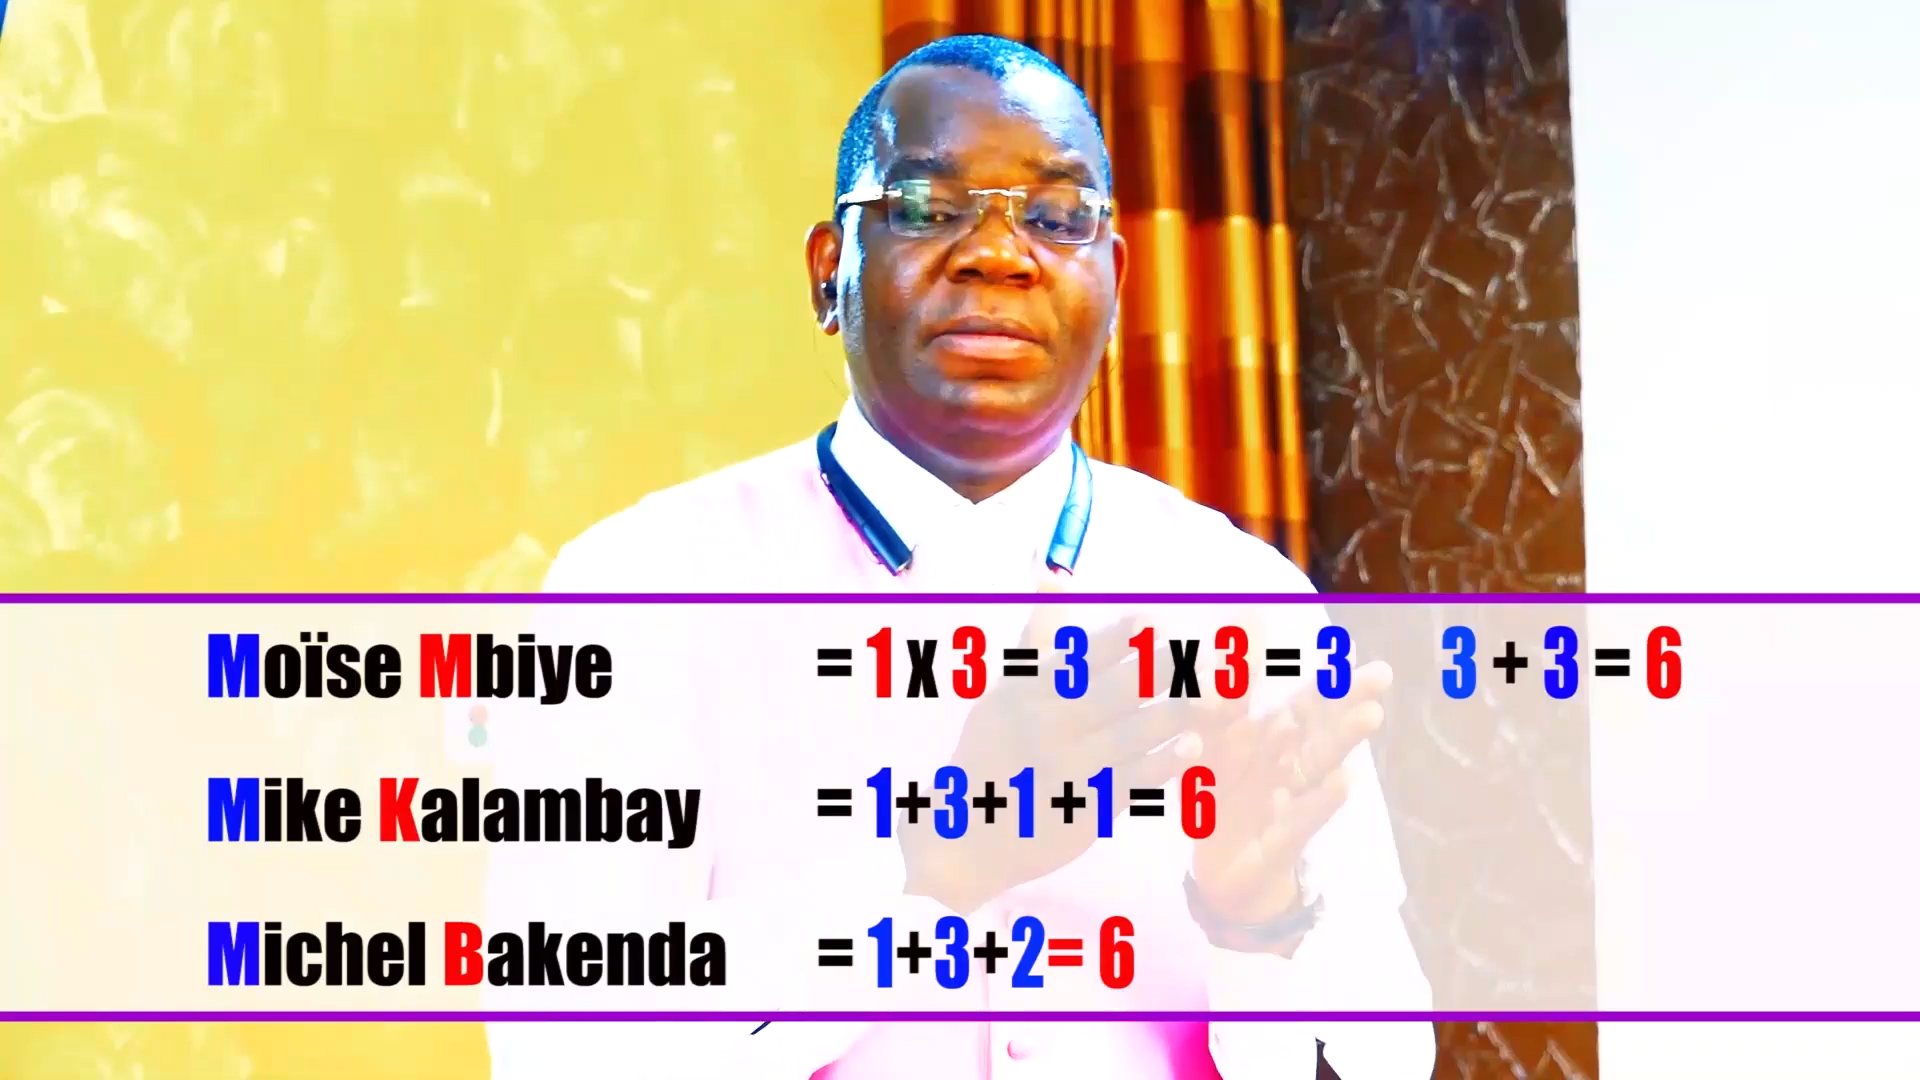 Moïse Mbiye = 1 x 3 = 3 1 x 3 = 3 3 + 3 = 6
Mike Kalambay = 1+3+1 +1 = 6
Michel Bakenda = 1+3+2= 6